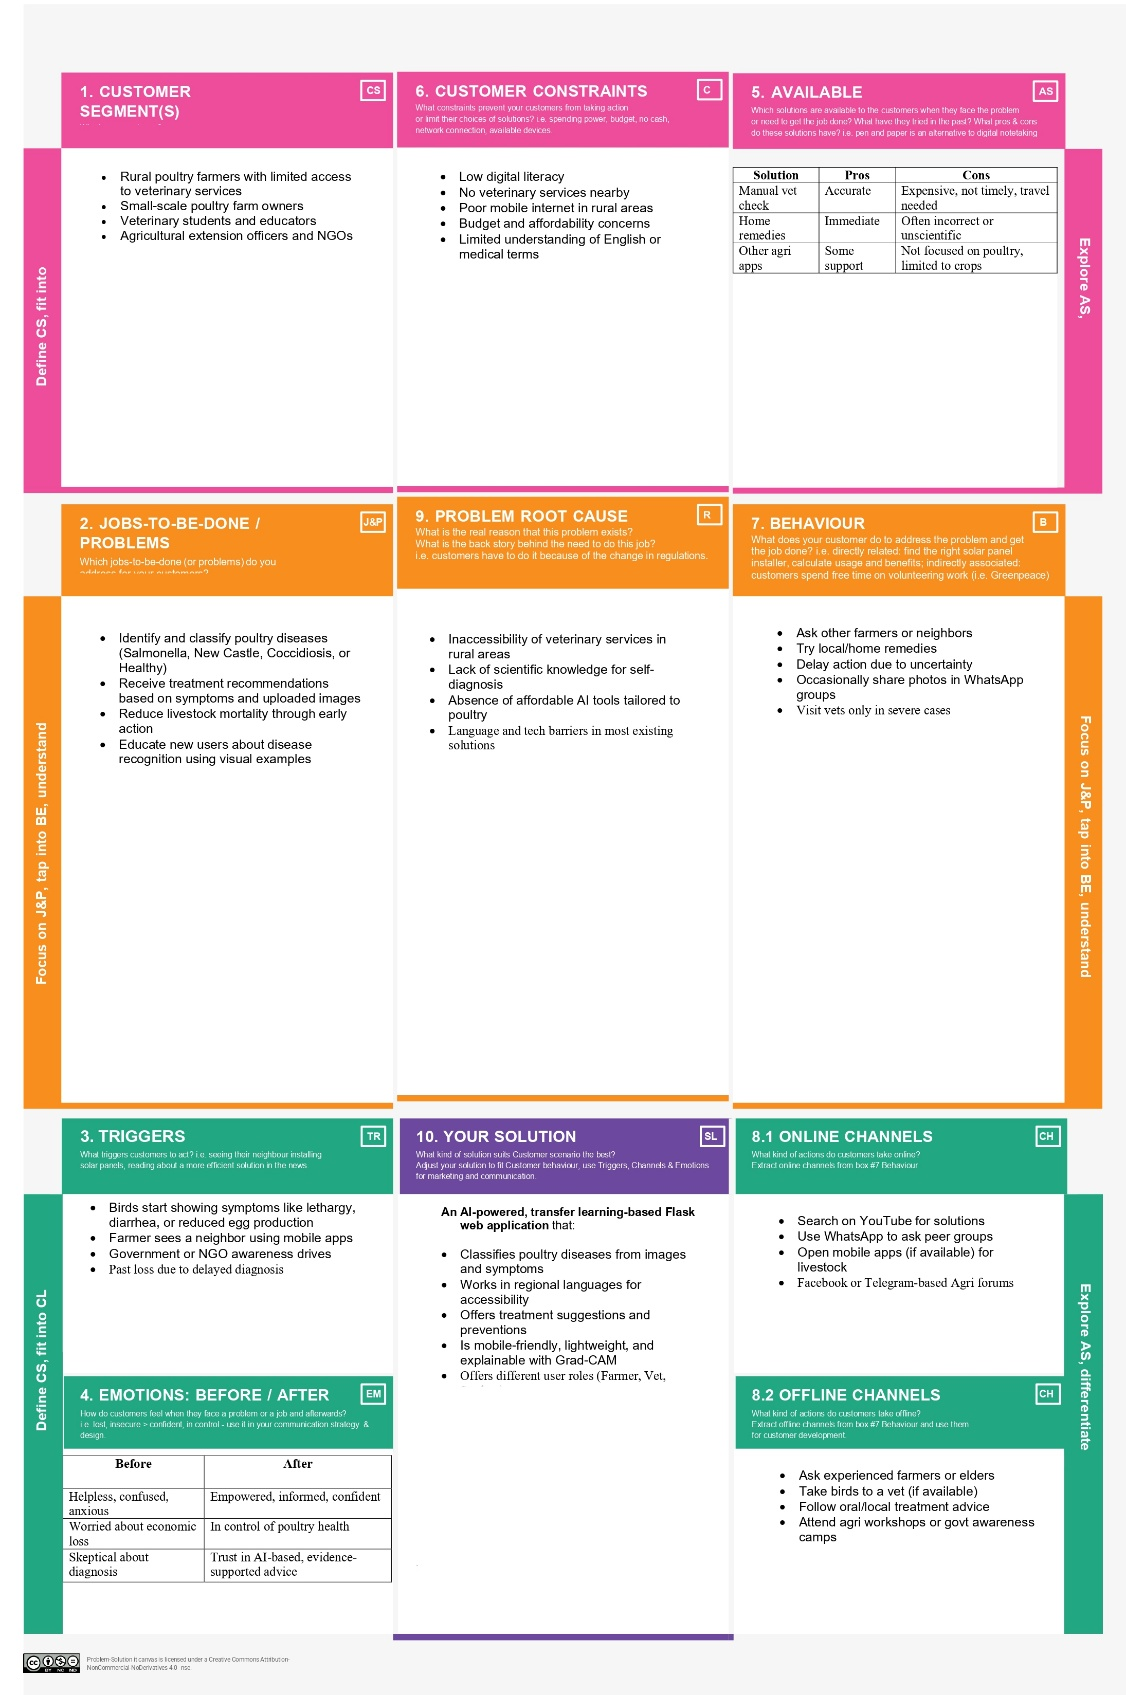 1. CUSTOMER
SEGMENT(S)
CS
Define CS, fit into
• Rural poultry farmers with limited access
to veterinary services
• Small-scale poultry farm owners
• Veterinary students and educators
• Agricultural extension officers and NGOs
6. CUSTOMER CONSTRAINTS
C
What constraints prevent your customers from taking action
or limit their choices of solutions? i.e. spending power, budget, no cash,
network connection, available devices.
• Low digital literacy
• No veterinary services nearby
• Poor mobile internet in rural areas
• Budget and affordability concerns
• Limited understanding of English or
medical terms
5. AVAILABLE
AS
Which solutions are available to the customers when they face the problem
or need to get the job done? What have they tried in the past? What pros & cons
do these solutions have? i.e. pen and paper is an alternative to digital notetaking
Solution Pros Cons
Manual vet Accurate Expensive, not timely, travel
check needed
Home Immediate Often incorrect or
remedies unscientific
Other agri Some Not focused on poultry,
apps support limited to crops
Explore AS,
2. JOBS-TO-BE-DONE /
PROBLEMS
J&P
Which jobs-to-be-done (or problems) do you
address for your customers?
Focus on J&P, tap into BE, understand
• Identify and classify poultry diseases
(Salmonella, New Castle, Coccidiosis, or
Healthy)
• Receive treatment recommendations
based on symptoms and uploaded images
• Reduce livestock mortality through early
action
• Educate new users about disease
recognition using visual examples
9. PROBLEM ROOT CAUSE
R
What is the real reason that this problem exists?
What is the back story behind the need to do this job?
i.e. customers have to do it because of the change in regulations.
• Inaccessibility of veterinary services in
rural areas
• Lack of scientific knowledge for self-
diagnosis
• Absence of affordable AI tools tailored to
poultry
• Language and tech barriers in most existing
solutions
7. BEHAVIOUR
B
What does your customer do to address the problem and get
the job done? i.e. directly related: find the right solar panel
installer, calculate usage and benefits; indirectly associated:
customers spend free time on volunteering work (i.e. Greenpeace)
• Ask other farmers or neighbors
• Try local/home remedies
• Delay action due to uncertainty
• Occasionally share photos in WhatsApp
groups
• Visit vets only in severe cases
Focus on J&P, tap into BE, understand
3. TRIGGERS
TR
What triggers customers to act? i.e. seeing their neighbour installing
solar panels, reading about a more efficient solution in the news
Define CS, fit into CL
• Birds start showing symptoms like lethargy,
diarrhea, or reduced egg production
• Farmer sees a neighbor using mobile apps
• Government or NGO awareness drives
• Past loss due to delayed diagnosis
4. EMOTIONS: BEFORE / AFTER
EM
How do customers feel when they face a problem or a job and afterwards?
i.e. lost, insecure > confident, in control - use it in your communication strategy &
design.
Before After
Helpless, confused, Empowered, informed, confident
anxious
Worried about economic In control of poultry health
loss
Skeptical about Trust in AI-based, evidence-
diagnosis supported advice
10. YOUR SOLUTION
SL
What kind of solution suits Customer scenario the best?
Adjust your solution to fit Customer behaviour, use Triggers, Channels & Emotions
for marketing and communication.
An AI-powered, transfer learning-based Flask
web application that:
• Classifies poultry diseases from images
and symptoms
• Works in regional languages for
accessibility
• Offers treatment suggestions and
preventions
• Is mobile-friendly, lightweight, and
explainable with Grad-CAM
• Offers different user roles (Farmer, Vet,
8.1 ONLINE CHANNELS
CH
What kind of actions do customers take online?
Extract online channels from box #7 Behaviour
• Search on YouTube for solutions
• Use WhatsApp to ask peer groups
• Open mobile apps (if available) for
livestock
• Facebook or Telegram-based Agri forums
8.2 OFFLINE CHANNELS
CH
What kind of actions do customers take offline?
Extract offline channels from box #7 Behaviour and use them
for customer development.
• Ask experienced farmers or elders
• Take birds to a vet (if available)
• Follow oral/local treatment advice
• Attend agri workshops or govt awareness
camps
Explore AS, differentiate
cc BY NC ND
Problem-Solution fit canvas is licensed under a Creative Commons Attribution-
NonCommercial-NoDerivatives 4.0